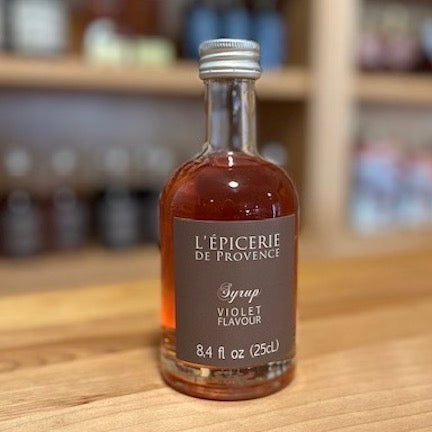 L'ÉPICERIE
DE PROVENCE
Syrup
VIOLET
FLAVOUR
8,4 fl oz (25cL)